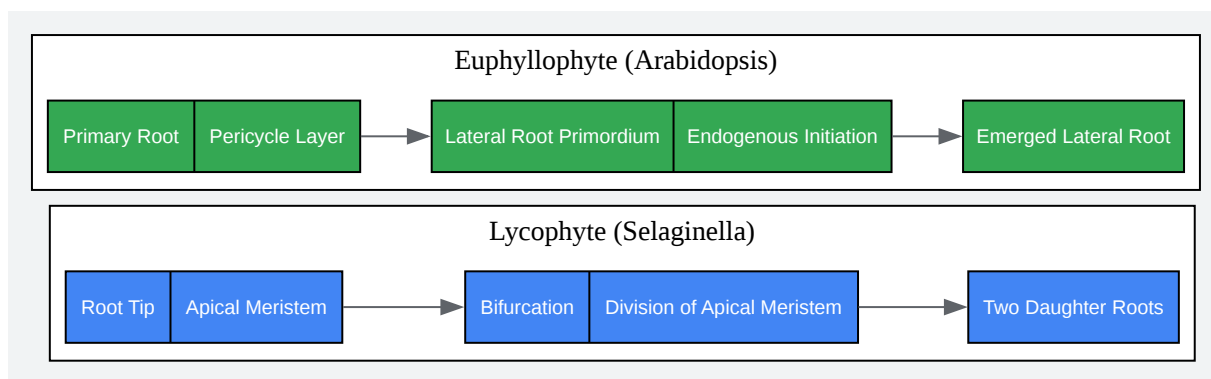 Euphyllophyte (Arabidopsis)
Primary Root Pericycle Layer Lateral Root Primordium Endogenous Initiation Emerged Lateral Root
Lycophyte (Selaginella)
Root Tip Apical Meristem Bifurcation Division of Apical Meristem Two Daughter Roots